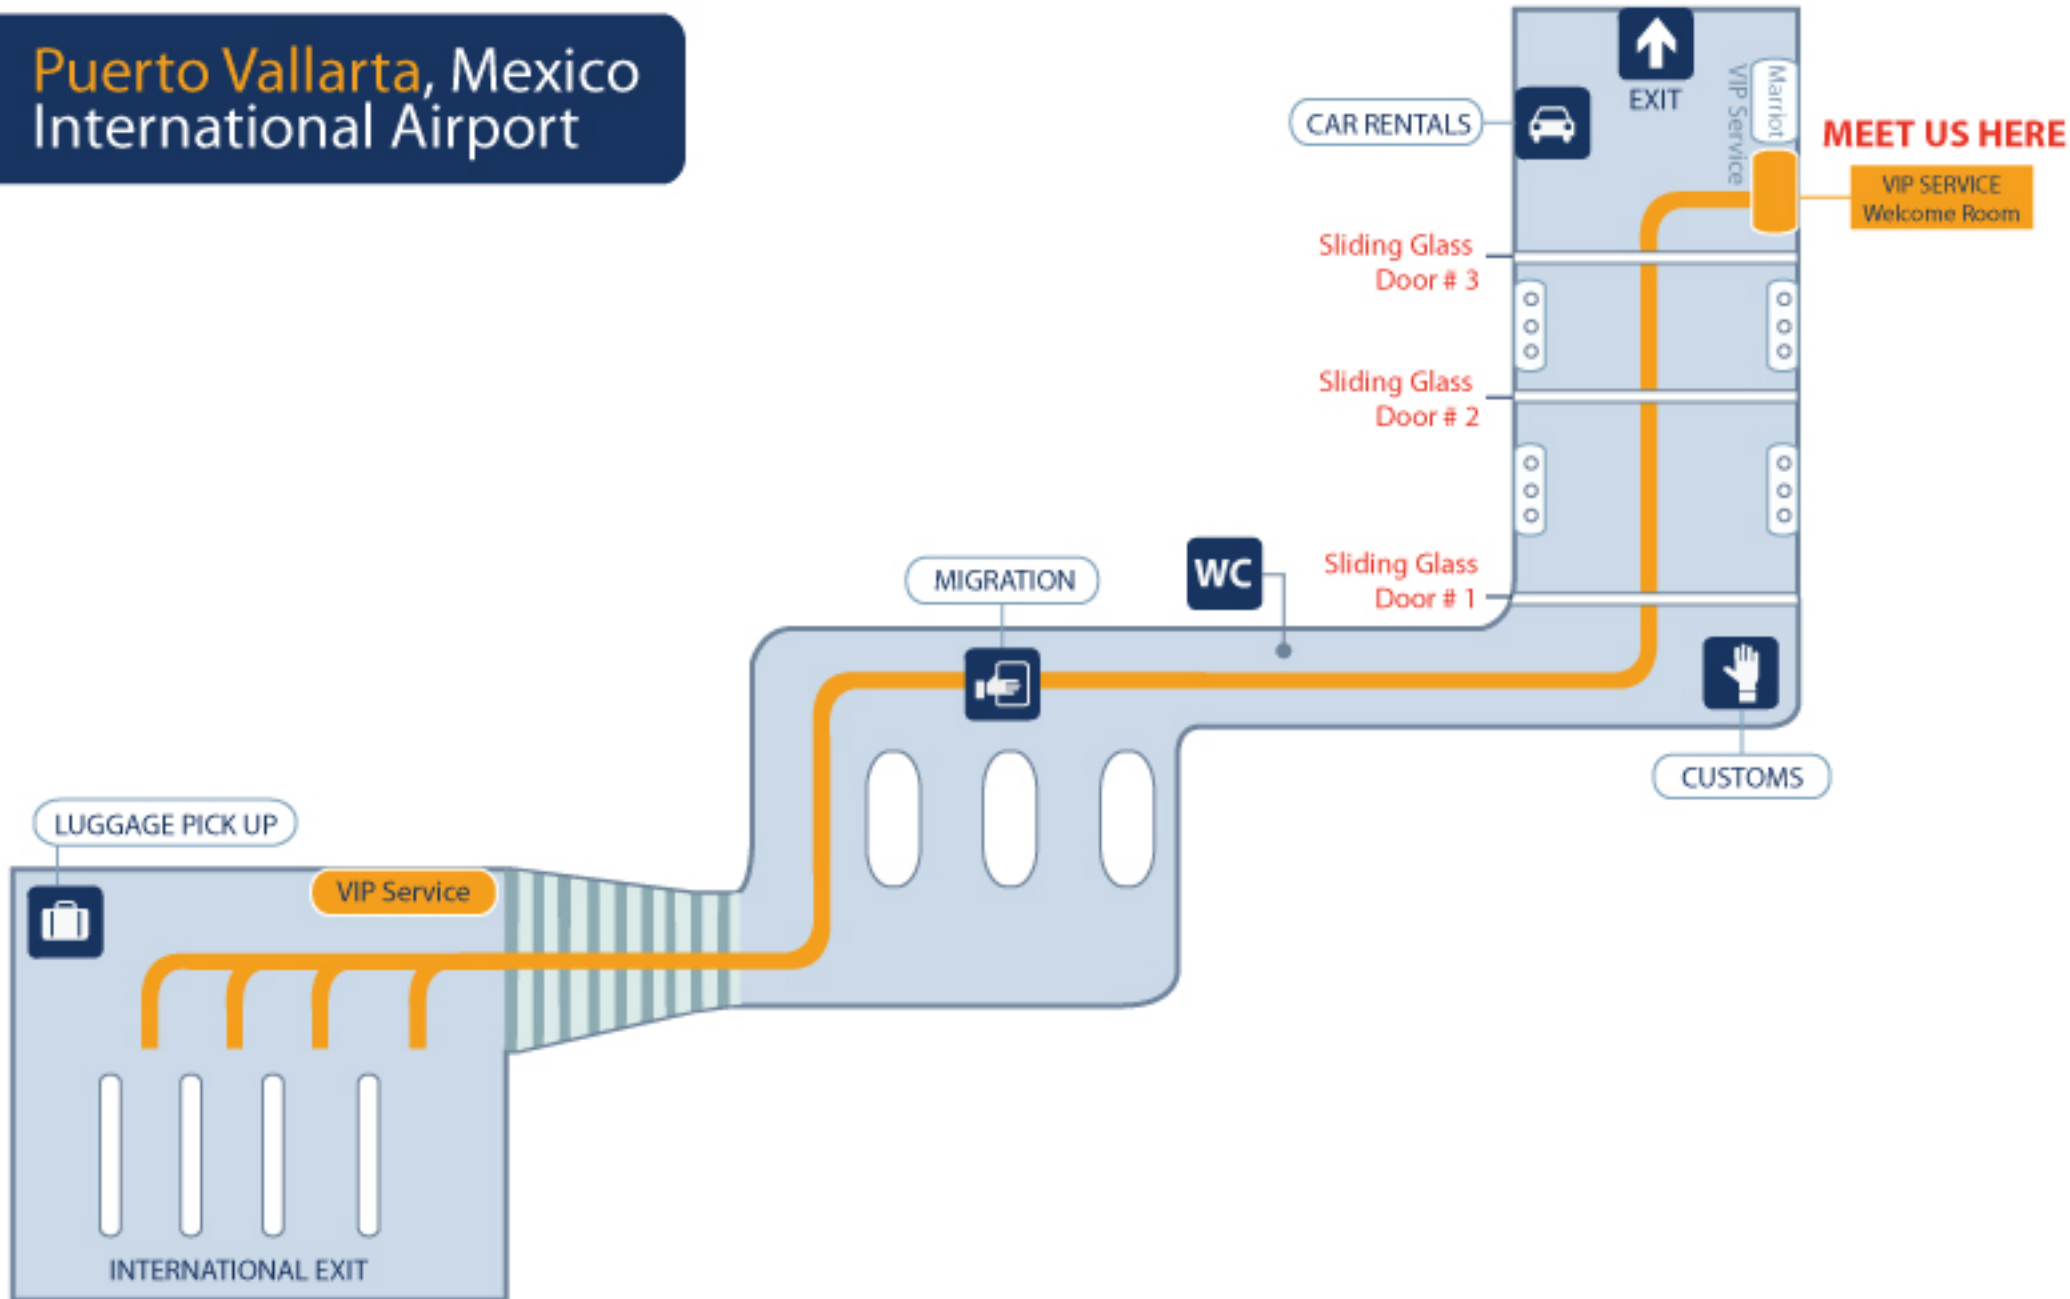 Puerto Vallarta, Mexico
International Airport
EXIT
CAR RENTALS
Marriot
VIP Service
MEET US HERE
VIP SERVICE
Welcome Room
Sliding Glass
Door # 3
Sliding Glass
Door # 2
Sliding Glass
Door # 1
WC
MIGRATION
CUSTOMS
LUGGAGE PICK UP
VIP Service
INTERNATIONAL EXIT